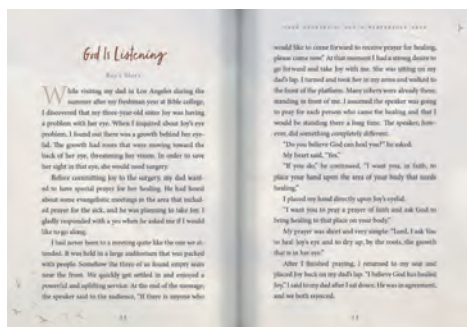 God Is Listening
Ray's Story
While visiting my dad in Los Angeles during the
summer after my freshman year at Bible college,
I discovered that my three-year-old sister Joy was having
a problem with her eye. When I inquired about Joy's eye
problem, I found out there was a growth behind her eye-
lid. The growth had roots that were moving toward the
back of her eye, threatening her vision. In order to save
her sight in that eye, she would need surgery.
Before committing Joy to the surgery, my dad want-
ed to have special prayer for her healing. He had heard
about some evangelistic meetings in the area that includ-
ed prayer for the sick, and he was planning to take Joy. I
gladly responded with a yes when he asked me if I would
like to go along.
I had never been to a meeting quite like the one we at-
tended. It was held in a large auditorium that was packed
with people. Somehow the three of us found empty seats
near the front. We quickly got settled in and enjoyed a
powerful and uplifting service. At the end of the message,
the speaker said to the audience, "If there is anyone who
would like to come forward to receive prayer for healing,
please come now." At that moment I had a strong desire to
go forward and take Joy with me. She was sitting on my
dad's lap. I turned and took her in my arms and walked to
the front of the platform. Many others were already there,
standing in front of me. I assumed the speaker was going
to pray for each person who came for healing and that I
would be standing there a long time. The speaker, how-
ever, did something completely different.
"Do you believe God can heal you?" he asked.
My heart said, "Yes."
"If you do," he continued, "I want you, in faith, to
place your hand upon the area of your body that needs
healing."
I placed my hand directly upon Joy's eyelid.
"I want you to pray a prayer of faith and ask God to
bring healing to that place on your body."
My prayer was short and very simple: "Lord, I ask You
to heal Joy's eye and to dry up, by the roots, the growth
that is in her eye."
After I finished praying, I returned to my seat and
placed Joy back on my dad's lap. "I believe God has healed
Joy," I said to my dad after I sat down. He was in agreement,
and we both rejoiced.